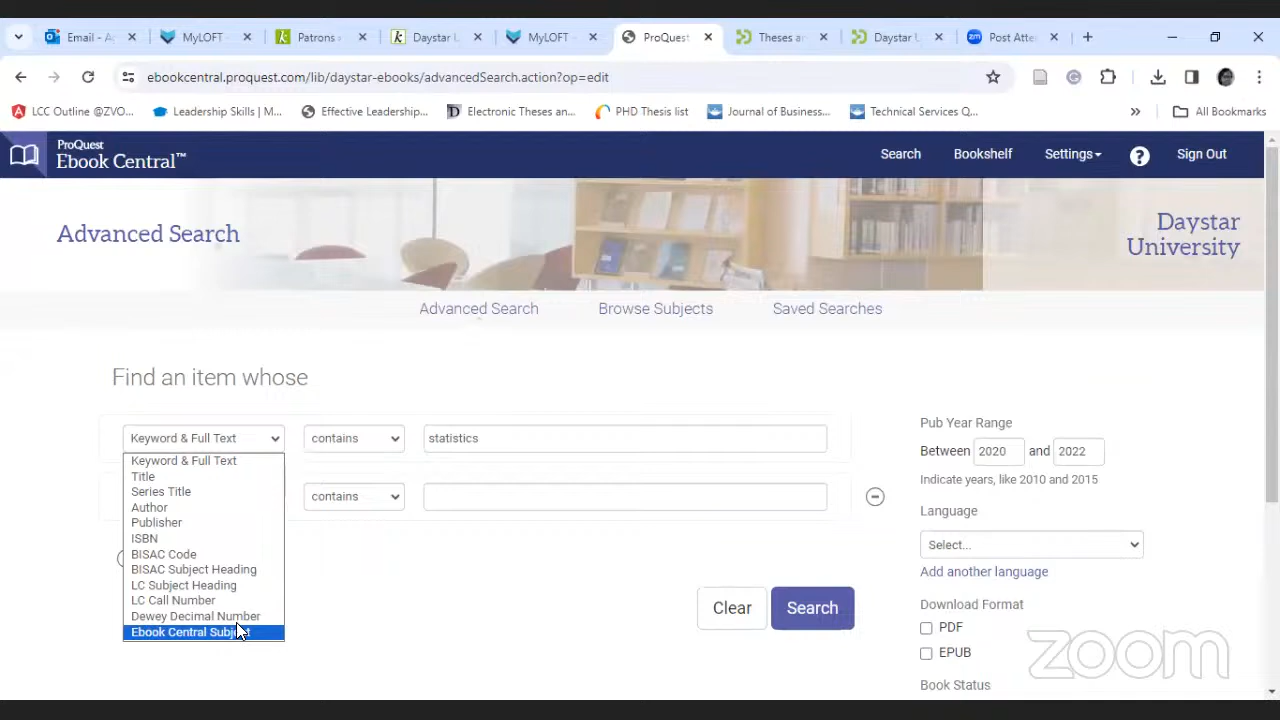 Email - A
MyLOFT -
Patrons
Daystar U
MyLOFT -
ProQuest
Theses a
Daystar U
zm Post Atte
ebookcentral.proquest.com/lib/daystar-ebooks/advancedSearch.action?op=edit
LCC Outline @ZVO...
Leadership Skills | M...
Effective Leadership...
Electronic Theses an...
PHD Thesis list
Journal of Business...
Technical Services Q...
»
All Bookmarks
ProQuest
Ebook Central™
Search
Bookshelf
Settings
?
Sign Out
Advanced Search
Daystar
University
Advanced Search
Browse Subjects
Saved Searches
Find an item whose
Keyword & Full Text
contains
statistics
Keyword & Full Text
Title
Series Title
Author
Publisher
ISBN
BISAC Code
BISAC Subject Heading
LC Subject Heading
LC Call Number
Dewey Decimal Number
Ebook Central Subject
contains
Clear
Search
Pub Year Range
Between 2020 and 2022
Indicate years, like 2010 and 2015
Language
Select...
Add another language
Download Format
PDF
EPUB
Book Status
zoom